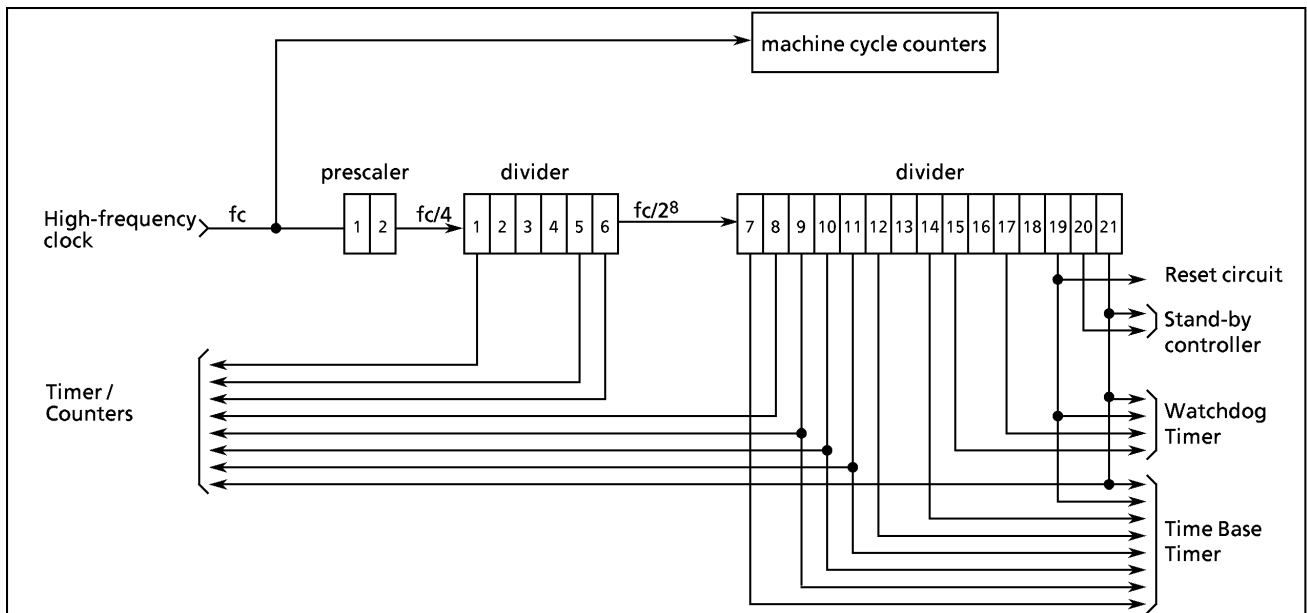 machine cycle counters
prescaler
divider
divider
High-frequency
clock
fc
1 2
fc/4
1 2 3 4 5 6
fc/2⁸
7 8 9 10 11 12 13 14 15 16 17 18 19 20 21
Reset circuit
Stand-by
controller
Timer /
Counters
Watchdog
Timer
Time Base
Timer